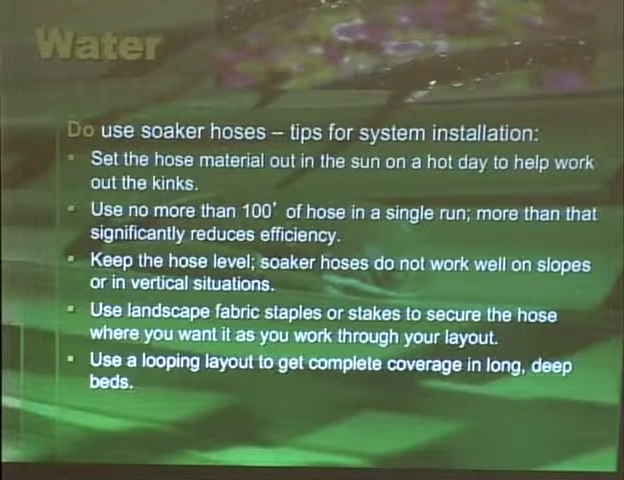 Water
Do use soaker hoses – tips for system installation:
Set the hose material out in the sun on a hot day to help work
out the kinks.
Use no more than 100' of hose in a single run; more than that
significantly reduces efficiency.
Keep the hose level; soaker hoses do not work well on slopes
or in vertical situations.
Use landscape fabric staples or stakes to secure the hose
where you want it as you work through your layout.
Use a looping layout to get complete coverage in long, deep
beds.